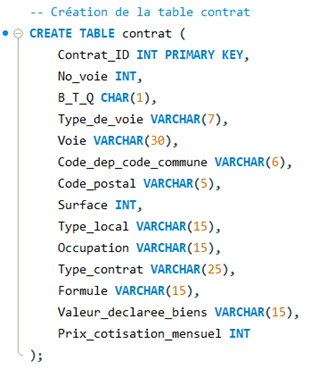 -- Création de la table contrat
CREATE TABLE contrat (
Contrat_ID INT PRIMARY KEY,
No_voie INT,
B_T_Q CHAR(1),
Type_de_voie VARCHAR(7),
Voie VARCHAR(30),
Code_dep_code_commune VARCHAR(6),
Code_postal VARCHAR(5),
Surface INT,
Type_local VARCHAR(15),
Occupation VARCHAR(15),
Type_contrat VARCHAR(25),
Formule VARCHAR(15),
Valeur_declaree_biens VARCHAR(15),
Prix_cotisation_mensuel INT
);